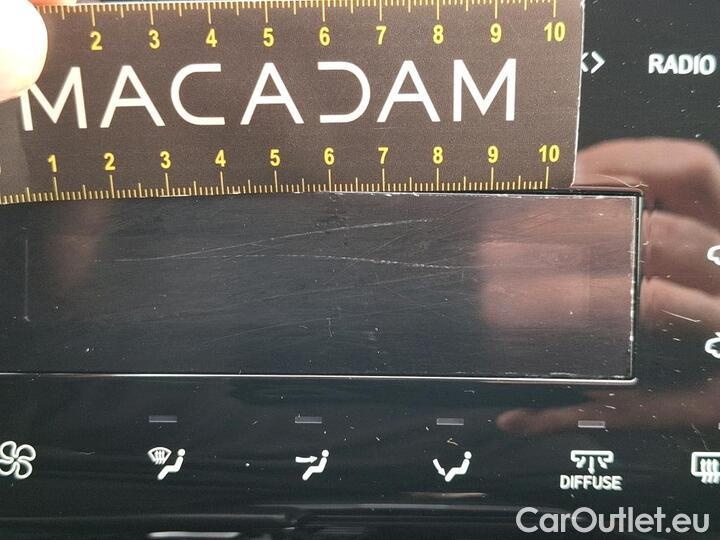 2 3 4 5 6 7 8 9 10
MACADAM
1 2 3 4 5 6 7 8 9 10
RADIO
DIFFUSE
CarOutlet.eu